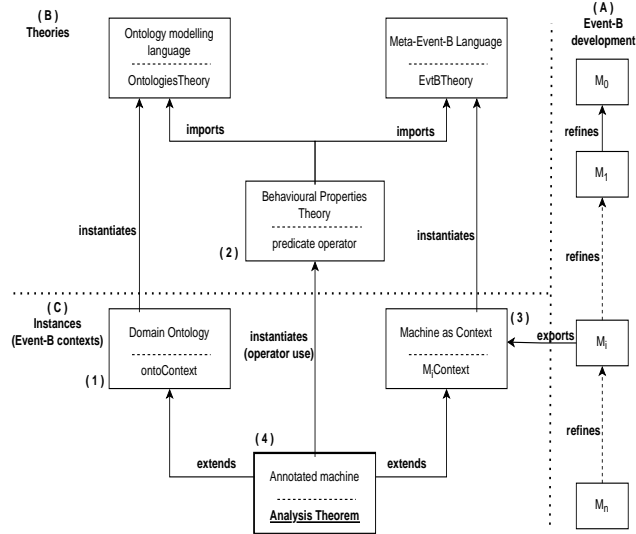 ( B )
Theories
Ontology modelling
language
OntologiesTheory
Meta-Event-B Language
EvtBTheory
( A )
Event-B
development
M0
refines
M1
imports
imports
Behavioural Properties
Theory
predicate operator
( 2 )
instantiates
instantiates
refines
( C )
Instances
(Event-B contexts)
Domain Ontology
ontoContext
( 1 )
instantiates
(operator use)
Machine as Context
MiContext
( 3 )
exports
Mi
refines
( 4 )
extends
extends
Annotated machine
Analysis Theorem
Mn